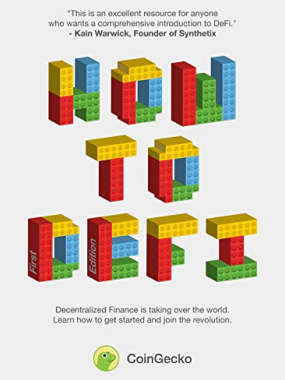 "This is an excellent resource for anyone
who wants a comprehensive introduction to DeFi."
- Kain Warwick, Founder of Synthetix
HOW
TO
DEFI
First Edition
Decentralized Finance is taking over the world.
Learn how to get started and join the revolution.
CoinGecko